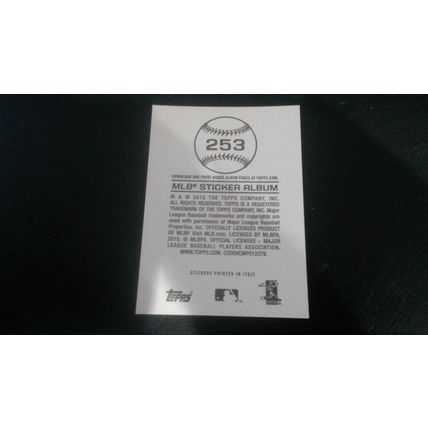 253
DOWNLOAD AND PRINT BONUS ALBUM PAGES AT TOPPS.COM.
MLB® STICKER ALBUM
® & © 2015 THE TOPPS COMPANY, INC.
ALL RIGHTS RESERVED. TOPPS IS A REGISTERED
TRADEMARK OF THE TOPPS COMPANY, INC. Major
League Baseball trademarks and copyrights are
used with permission of Major League Baseball
Properties, Inc. OFFICIALLY LICENSED PRODUCT
OF MLBP. Visit MLB.com. LICENSED BY MLBPA,
2015. © MLBPA. OFFICIAL LICENSEE – MAJOR
LEAGUE BASEBALL PLAYERS ASSOCIATION.
WWW.TOPPS.COM. CODE#CMP012379.
STICKERS PRINTED IN ITALY.
Topps